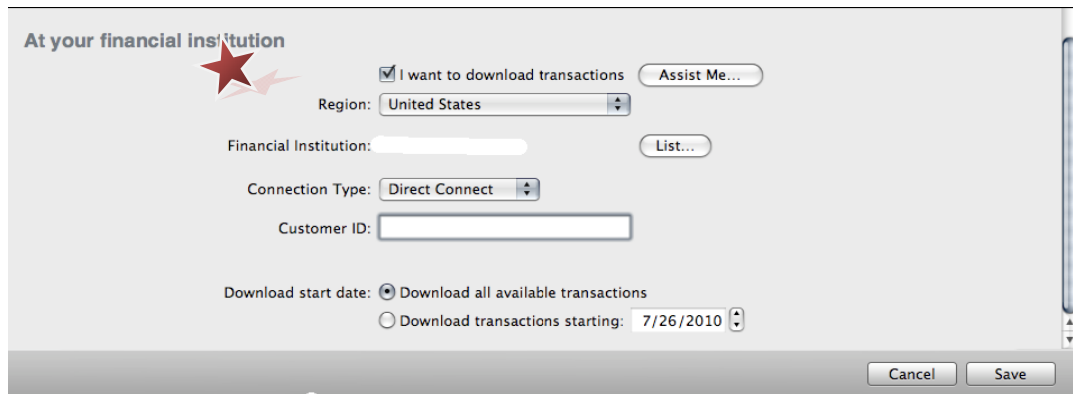 At your financial institution
I want to download transactions Assist Me...
Region: United States
Financial Institution: List...
Connection Type: Direct Connect
Customer ID:
Download start date: Download all available transactions
Download transactions starting: 7/26/2010
Cancel Save